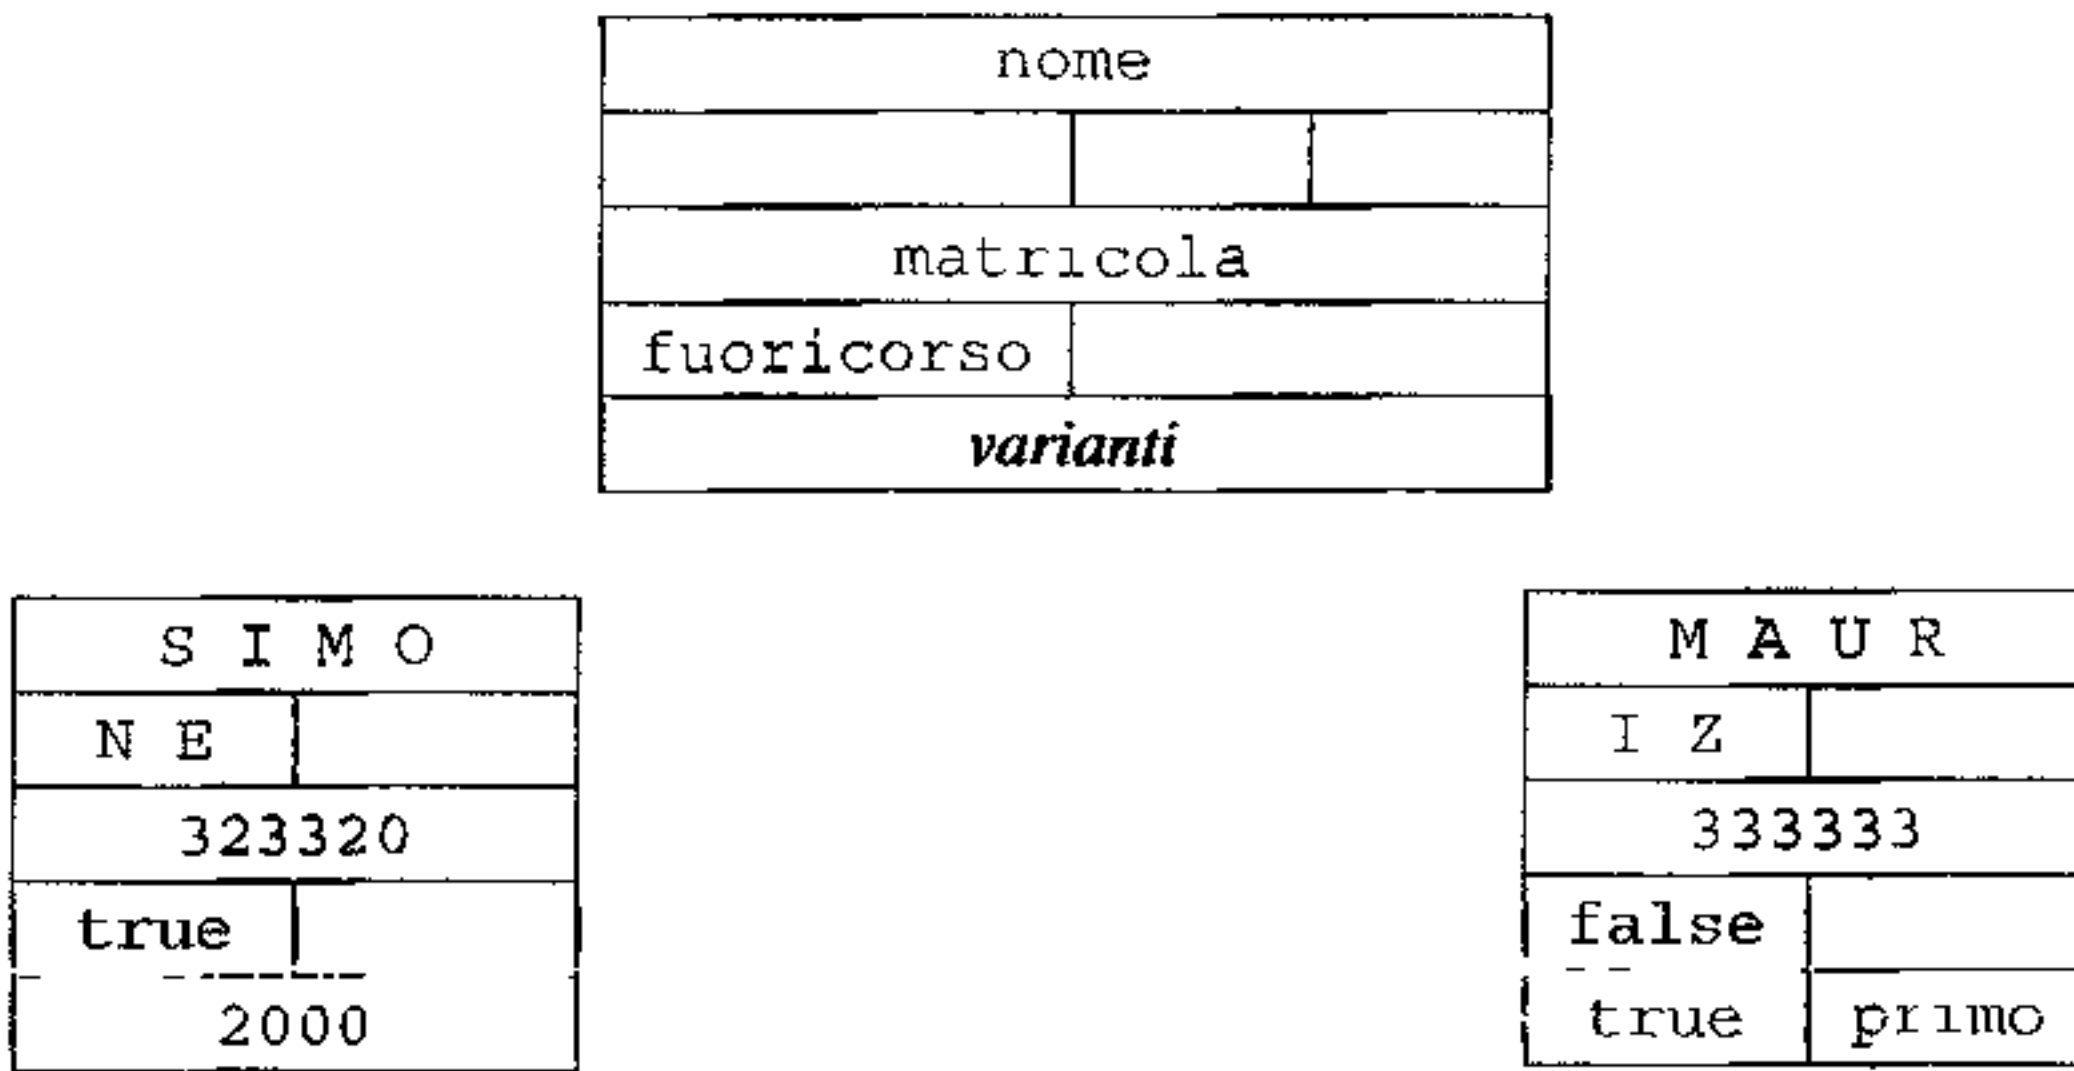 nome
matricola
fuoricorso
varianti
S I M O
N E
323320
true
2000
M A U R
I Z
333333
false
true primo